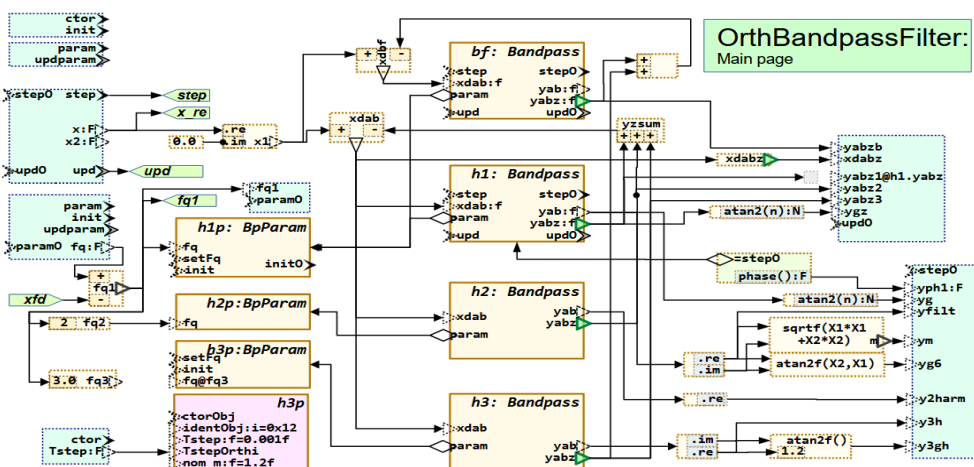 OrthBandpassFilter:
Main page
ctor
init
param
updparam
stepO step
x:F
x2:F
updO upd
step
x_re
upd
fq1
0.0
.re
.im x1
+ -
xdbf
xdab
+ -
bf: Bandpass
step stepO
xdab:f
yab:f
param
yabz:f
upd updO
+
+
yzsum
+ + +
xdabz
yabzb
xdabz
yabz1@h1.yabz
yabz2
yabz3
ygz
updO
atan2(n):N
h1: Bandpass
step stepO
xdab:f
yab:f
param
yabz:f
upd updO
=stepO
phase():F
atan2(n):N
param
init
updparam
paramO fq:F
fq1
paramO
h1p: BpParam
fq
setFq
init initO
+
fq1
-
xfd
2 fq2
h2p:BpParam
fq
h2: Bandpass
xdab yab
yabz
param
h3p:BpParam
setFq
init
fq@fq3
3.0 fq3
h3p
ctorObj
identObj:i=0x12
Tstep:f=0.001f
TstepOrthi
nom_m:f=1.2f
ctor
Tstep:F
h3: Bandpass
xdab
param yab
yabz
.re
.im
sqrtf(X1*X1
+X2*X2) m
atan2f(X2,X1)
.re
.im
.re
atan2f()
1.2
stepO
yph1:F
yg
yfilt
ym
yg6
y2harm
y3h
y3gh